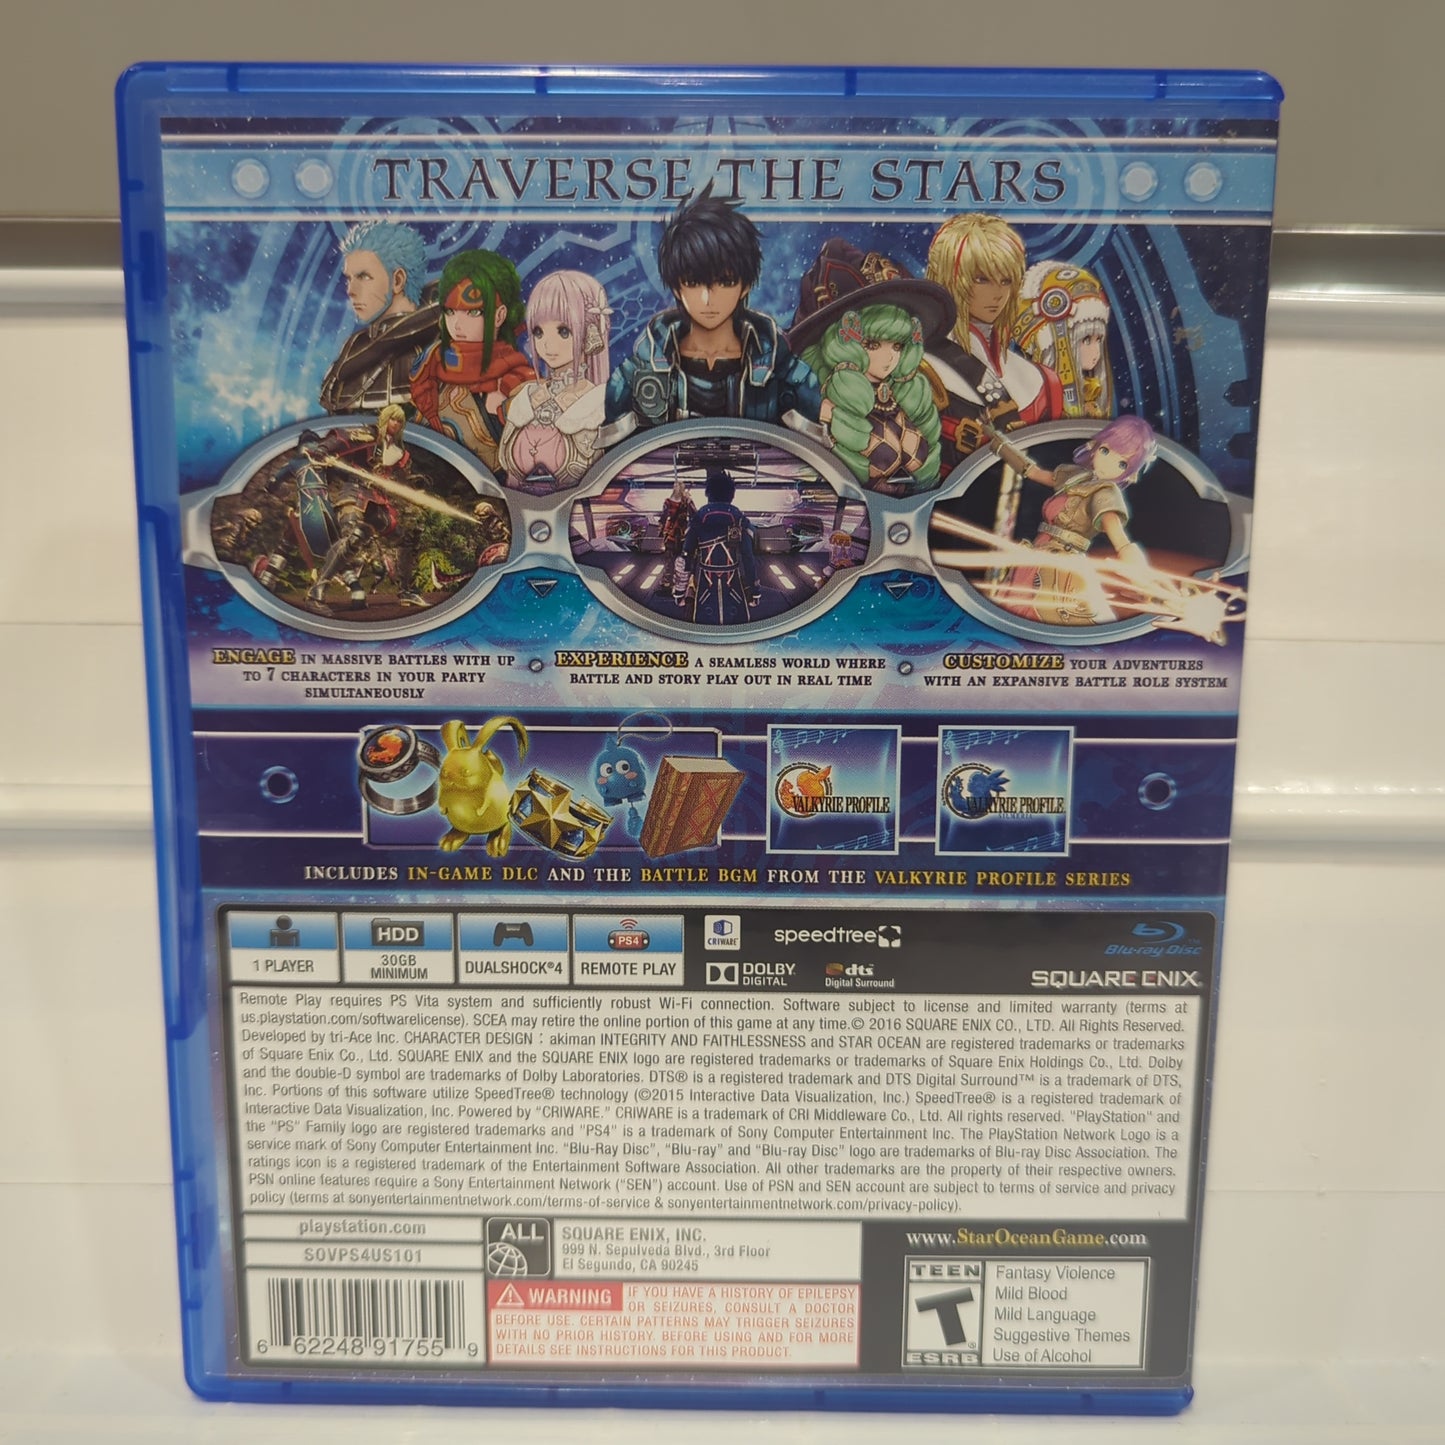 TRAVERSE THE STARS
ENGAGE IN MASSIVE BATTLES WITH UP
TO 7 CHARACTERS IN YOUR PARTY
SIMULTANEOUSLY
EXPERIENCE A SEAMLESS WORLD WHERE
BATTLE AND STORY PLAY OUT IN REAL TIME
CUSTOMIZE YOUR ADVENTURES
WITH AN EXPANSIVE BATTLE ROLE SYSTEM
VALKYRIE PROFILE
VALKYRIE PROFILE
SILMERIA
INCLUDES IN-GAME DLC AND THE BATTLE BGM FROM THE VALKYRIE PROFILE SERIES
1 PLAYER
HDD
30GB
MINIMUM
DUALSHOCK®4
PS4
REMOTE PLAY
CRIWARE
speedtree
DOLBY
DIGITAL
dts
Digital Surround
Blu-ray Disc
SQUARE ENIX
Remote Play requires PS Vita system and sufficiently robust Wi-Fi connection. Software subject to license and limited warranty (terms at
us.playstation.com/softwarelicense). SCEA may retire the online portion of this game at any time.© 2016 SQUARE ENIX CO., LTD. All Rights Reserved.
Developed by tri-Ace Inc. CHARACTER DESIGN : akiman INTEGRITY AND FAITHLESSNESS and STAR OCEAN are registered trademarks or trademarks
of Square Enix Co., Ltd. SQUARE ENIX and the SQUARE ENIX logo are registered trademarks or trademarks of Square Enix Holdings Co., Ltd. Dolby
and the double-D symbol are trademarks of Dolby Laboratories. DTS® is a registered trademark and DTS Digital Surround™ is a trademark of DTS,
Inc. Portions of this software utilize SpeedTree® technology (©2015 Interactive Data Visualization, Inc.) SpeedTree® is a registered trademark of
Interactive Data Visualization, Inc. Powered by "CRIWARE." CRIWARE is a trademark of CRI Middleware Co., Ltd. All rights reserved. "PlayStation" and
the "PS" Family logo are registered trademarks and "PS4" is a trademark of Sony Computer Entertainment Inc. The PlayStation Network Logo is a
service mark of Sony Computer Entertainment Inc. "Blu-Ray Disc", "Blu-ray" and "Blu-ray Disc" logo are trademarks of Blu-ray Disc Association. The
ratings icon is a registered trademark of the Entertainment Software Association. All other trademarks are the property of their respective owners.
PSN online features require a Sony Entertainment Network ("SEN") account. Use of PSN and SEN account are subject to terms of service and privacy
policy (terms at sonyentertainmentnetwork.com/terms-of-service & sonyentertainmentnetwork.com/privacy-policy).
playstation.com
SOVPS4US101
6 62248 91755 9
ALL
SQUARE ENIX, INC.
999 N. Sepulveda Blvd., 3rd Floor
El Segundo, CA 90245
WARNING IF YOU HAVE A HISTORY OF EPILEPSY
OR SEIZURES, CONSULT A DOCTOR
BEFORE USE. CERTAIN PATTERNS MAY TRIGGER SEIZURES
WITH NO PRIOR HISTORY. BEFORE USING AND FOR MORE
DETAILS SEE INSTRUCTIONS FOR THIS PRODUCT.
www.StarOceanGame.com
TEEN
T
ESRB
Fantasy Violence
Mild Blood
Mild Language
Suggestive Themes
Use of Alcohol